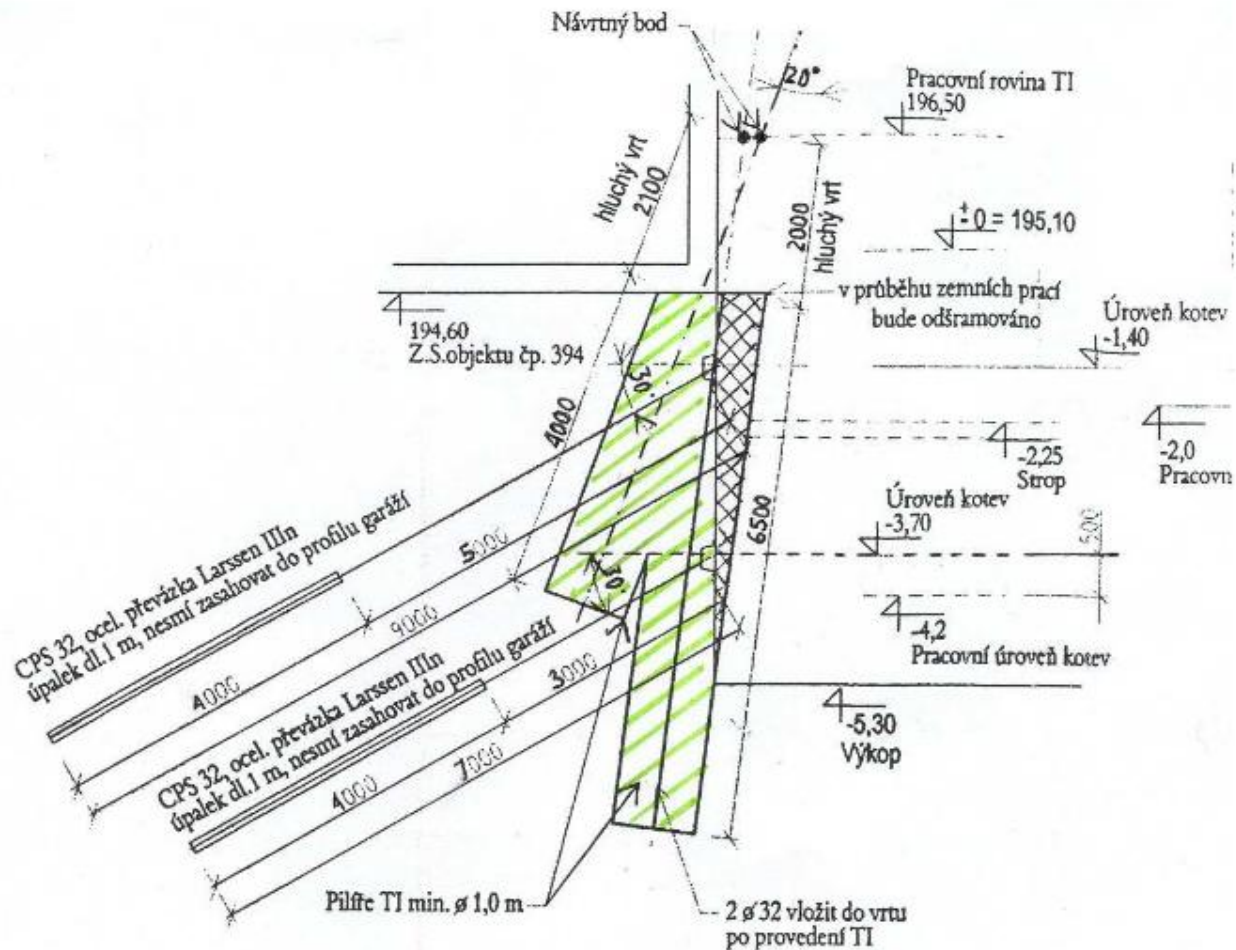 Návrtný bod
20°
Pracovní rovina TI
196,50
hluchý vrt
2100
2000
hluchý vrt
± 0 = 195,10
v průběhu zemních prací
bude odšramováno
194,60
Z.S.objektu čp. 394
Úroveň kotev
-1,40
30°
4000
-2,25
Strop
-2,0
Pracovn
Úroveň kotev
-3,70
500
6500
5000
9000
4000
CPS 32, ocel. převázka Larssen IIIn
úpalek dl.1 m, nesmí zasahovat do profilu garáží
30°
-4,2
Pracovní úroveň kotev
3000
7000
4000
CPS 32, ocel. převázka Larssen IIIn
úpalek dl.1 m, nesmí zasahovat do profilu garáží
-5,30
Výkop
Pilíře TI min. ø 1,0 m
2 ø 32 vložit do vrtu
po provedení TI